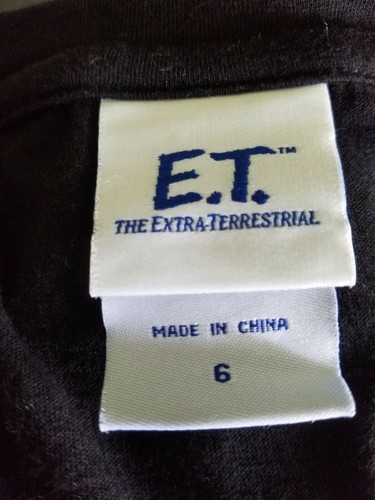 E.T.™
THE EXTRA-TERRESTRIAL
MADE IN CHINA
6